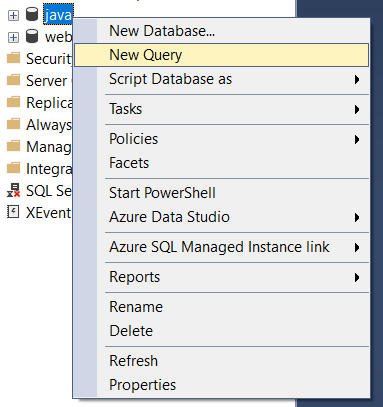 java
web
Security
Server
Replica
Always
Manag
Integra
SQL Se
XEvent
New Database...
New Query
Script Database as
Tasks
Policies
Facets
Start PowerShell
Azure Data Studio
Azure SQL Managed Instance link
Reports
Rename
Delete
Refresh
Properties